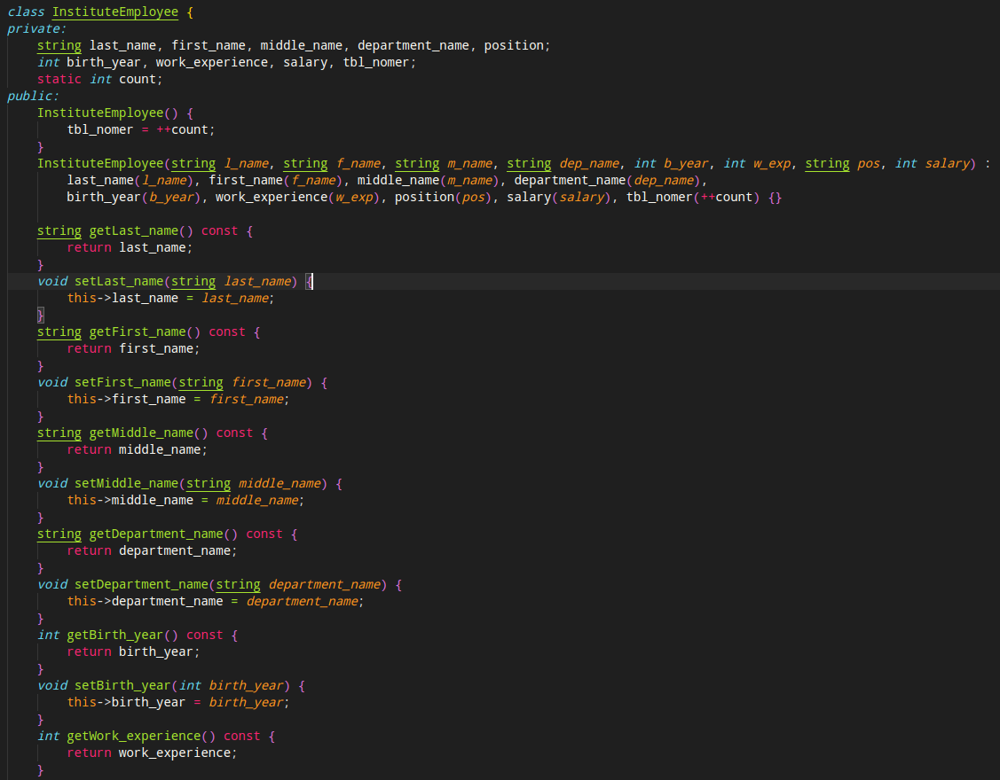 class InstituteEmployee {
private:
    string last_name, first_name, middle_name, department_name, position;
    int birth_year, work_experience, salary, tbl_nomer;
    static int count;
public:
    InstituteEmployee() {
        tbl_nomer = ++count;
    }
    InstituteEmployee(string l_name, string f_name, string m_name, string dep_name, int b_year, int w_exp, string pos, int salary) :
        last_name(l_name), first_name(f_name), middle_name(m_name), department_name(dep_name),
        birth_year(b_year), work_experience(w_exp), position(pos), salary(salary), tbl_nomer(++count) {}

    string getLast_name() const {
        return last_name;
    }
    void setLast_name(string last_name) {
        this->last_name = last_name;
    }
    string getFirst_name() const {
        return first_name;
    }
    void setFirst_name(string first_name) {
        this->first_name = first_name;
    }
    string getMiddle_name() const {
        return middle_name;
    }
    void setMiddle_name(string middle_name) {
        this->middle_name = middle_name;
    }
    string getDepartment_name() const {
        return department_name;
    }
    void setDepartment_name(string department_name) {
        this->department_name = department_name;
    }
    int getBirth_year() const {
        return birth_year;
    }
    void setBirth_year(int birth_year) {
        this->birth_year = birth_year;
    }
    int getWork_experience() const {
        return work_experience;
    }